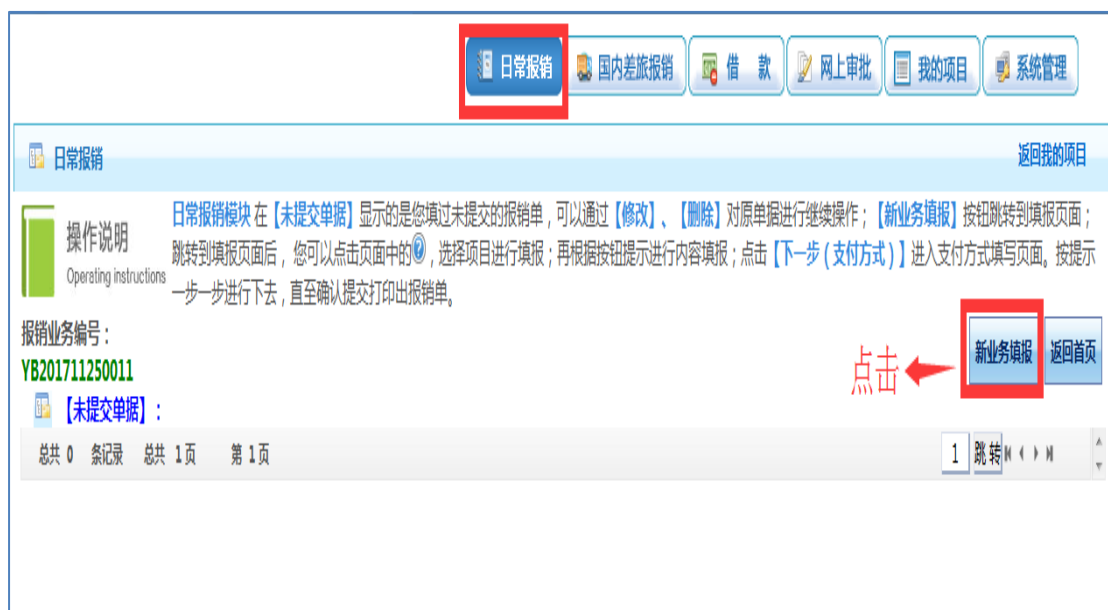 日常报销 国内差旅报销 借 款 网上审批 我的项目 系统管理
日常报销 返回我的项目
操作说明
Operating instructions
日常报销模块 在【未提交单据】显示的是您填过未提交的报销单，可以通过【修改】、【删除】对原单据进行继续操作；【新业务填报】按钮跳转到填报页面；
跳转到填报页面后，您可以点击页面中的?，选择项目进行填报；再根据按钮提示进行内容填报；点击【下一步（支付方式）】进入支付方式填写页面。按提示
一步一步进行下去，直至确认提交打印出报销单。
报销业务编号：
点击 新业务填报 返回首页
YB201711250011
【未提交单据】：
总共 0 条记录 总共 1页 第 1页 1 跳转